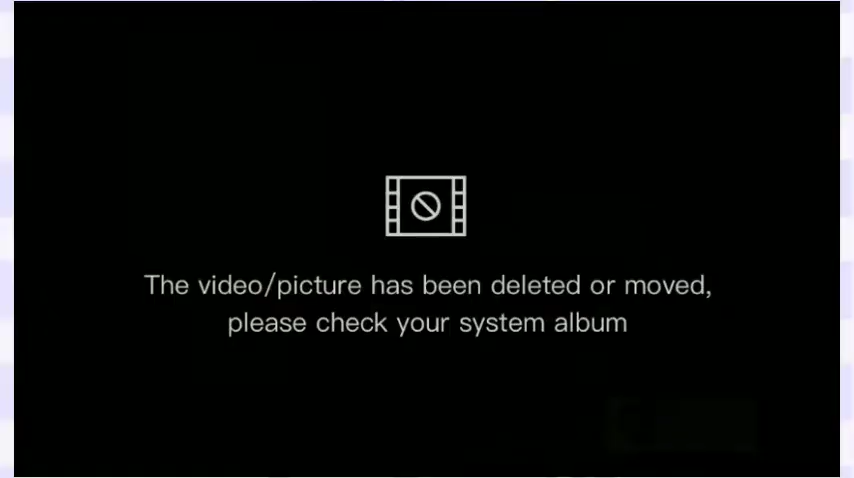 The video/picture has been deleted or moved,
please check your system album